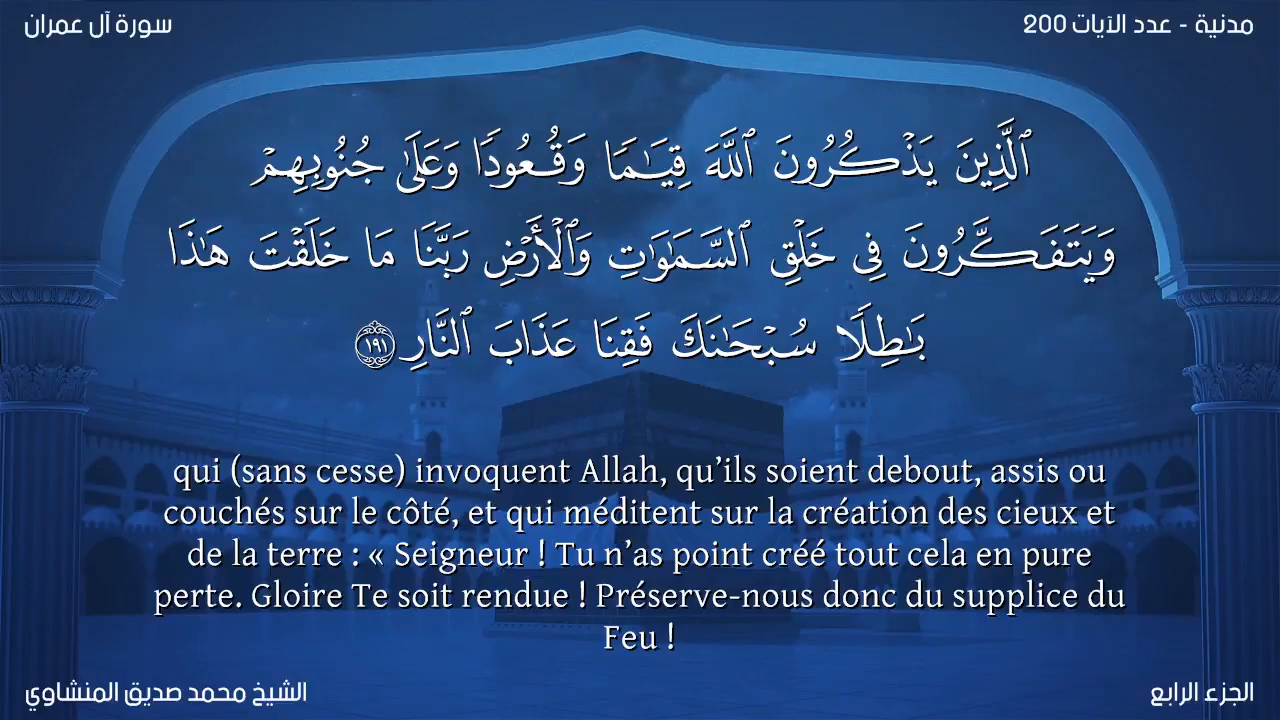 سورة آل عمران
مدنية - عدد الآيات 200
ٱلَّذِينَ يَذْكُرُونَ ٱللَّهَ قِيَـٰمًا وَقُعُودًا وَعَلَىٰ جُنُوبِهِمْ
وَيَتَفَكَّرُونَ فِى خَلْقِ ٱلسَّمَـٰوَٰتِ وَٱلْأَرْضِ رَبَّنَا مَا خَلَقْتَ هَـٰذَا
بَـٰطِلًا سُبْحَـٰنَكَ فَقِنَا عَذَابَ ٱلنَّارِ ١٩١
qui (sans cesse) invoquent Allah, qu’ils soient debout, assis ou
couchés sur le côté, et qui méditent sur la création des cieux et
de la terre : « Seigneur ! Tu n’as point créé tout cela en pure
perte. Gloire Te soit rendue ! Préserve-nous donc du supplice du
Feu !
الشيخ محمد صديق المنشاوي
الجزء الرابع